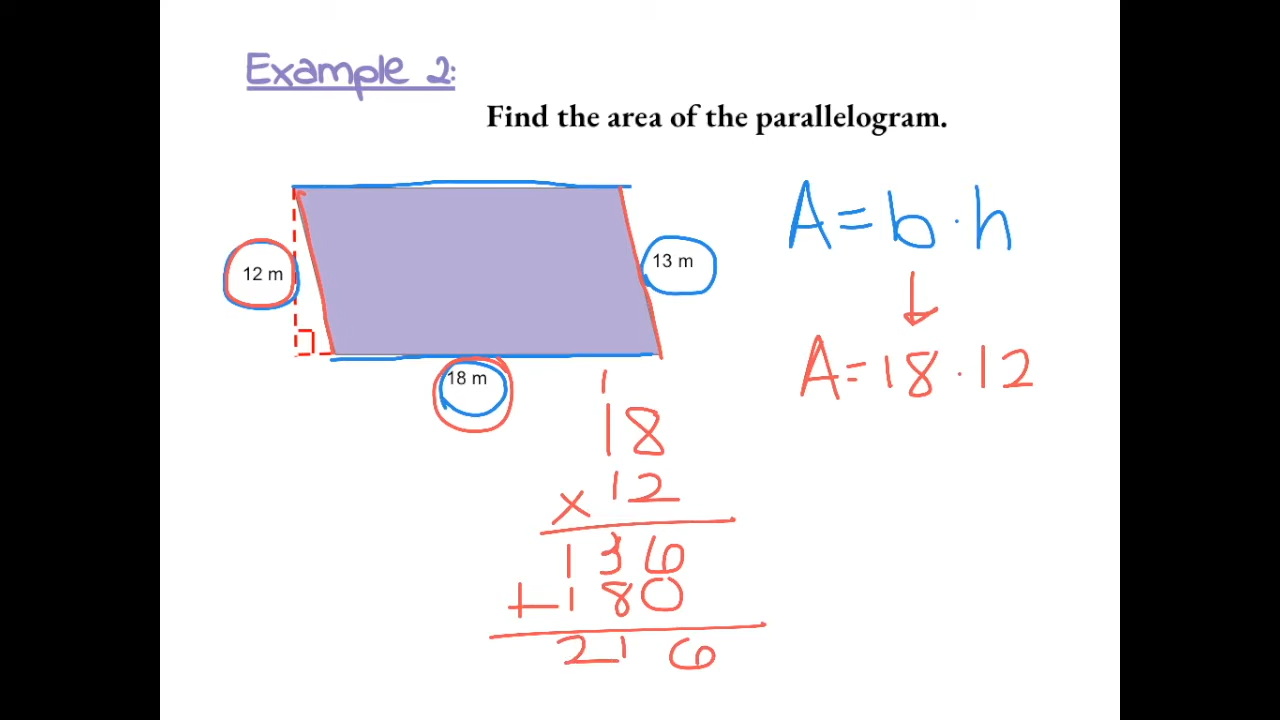 Example 2:
Find the area of the parallelogram.
A = b · h
12 m
13 m
A = 18 · 12
18 m
1
18
x 12
136
+ 180
216